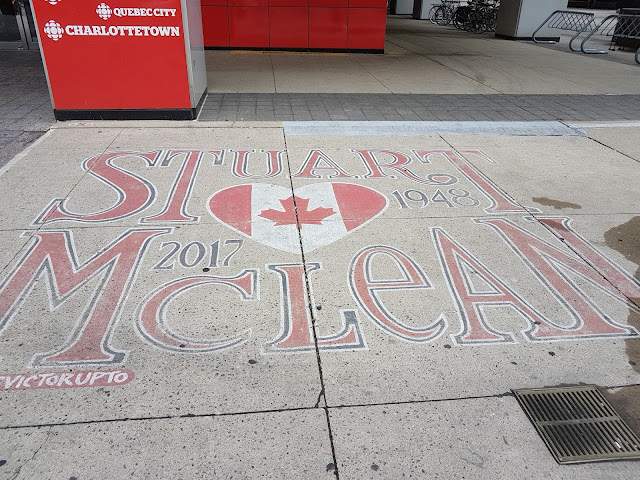 QUEBEC CITY
CHARLOTTETOWN
STUART
1948
2017
McLeAN
VICTORUPTO